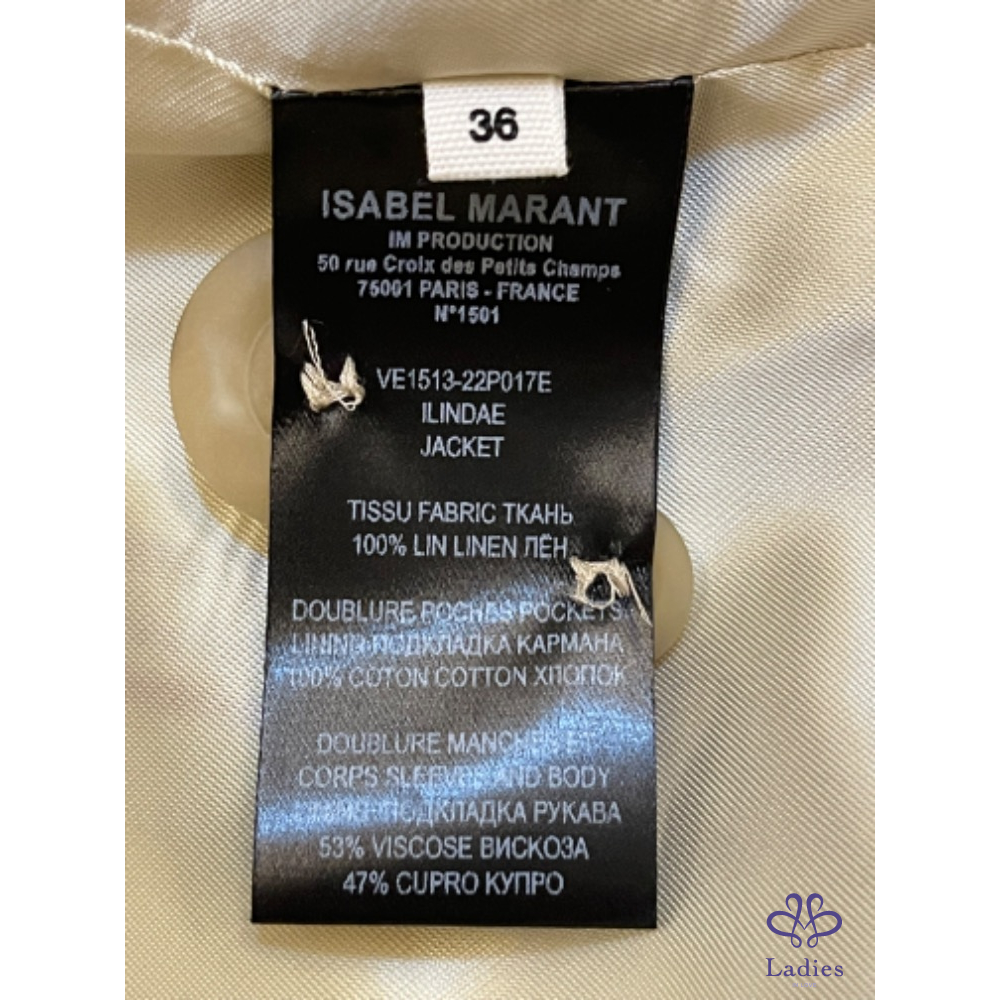 36
ISABEL MARANT
IM PRODUCTION
50 rue Croix des Petits Champs
75001 PARIS - FRANCE
N°1501
VE1513-22P017E
ILINDAE
JACKET
TISSU FABRIC ТКАНЬ
100% LIN LINEN ЛЁН
DOUBLURE POCHES POCKETS
LINING ПОДКЛАДКА КАРМАНА
100% COTON COTTON ХЛОПОК
DOUBLURE MANCHES ET
CORPS SLEEVES AND BODY
LINING ПОДКЛАДКА РУКАВА
53% VISCOSE ВИСКОЗА
47% CUPRO КУПРО
Ladies